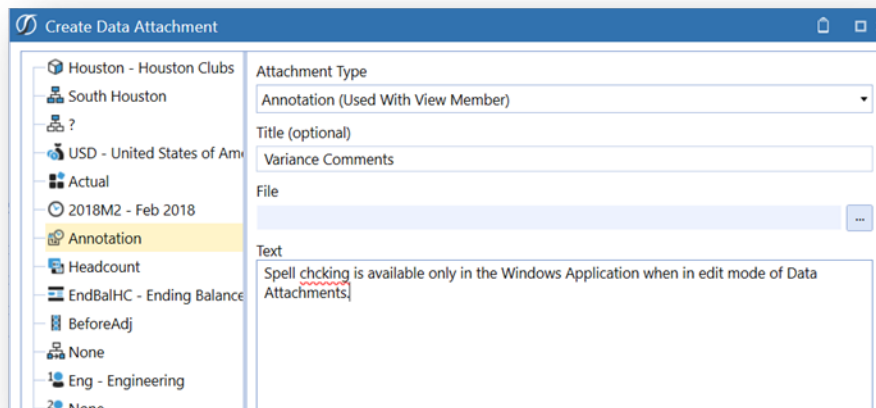 Create Data Attachment
Houston - Houston Clubs
South Houston
?
USD - United States of Am
Actual
2018M2 - Feb 2018
Annotation
Headcount
EndBalHC - Ending Balance
BeforeAdj
None
Eng - Engineering
None
Attachment Type
Annotation (Used With View Member)
Title (optional)
Variance Comments
File
...
Text
Spell chcking is available only in the Windows Application when in edit mode of Data
Attachments.